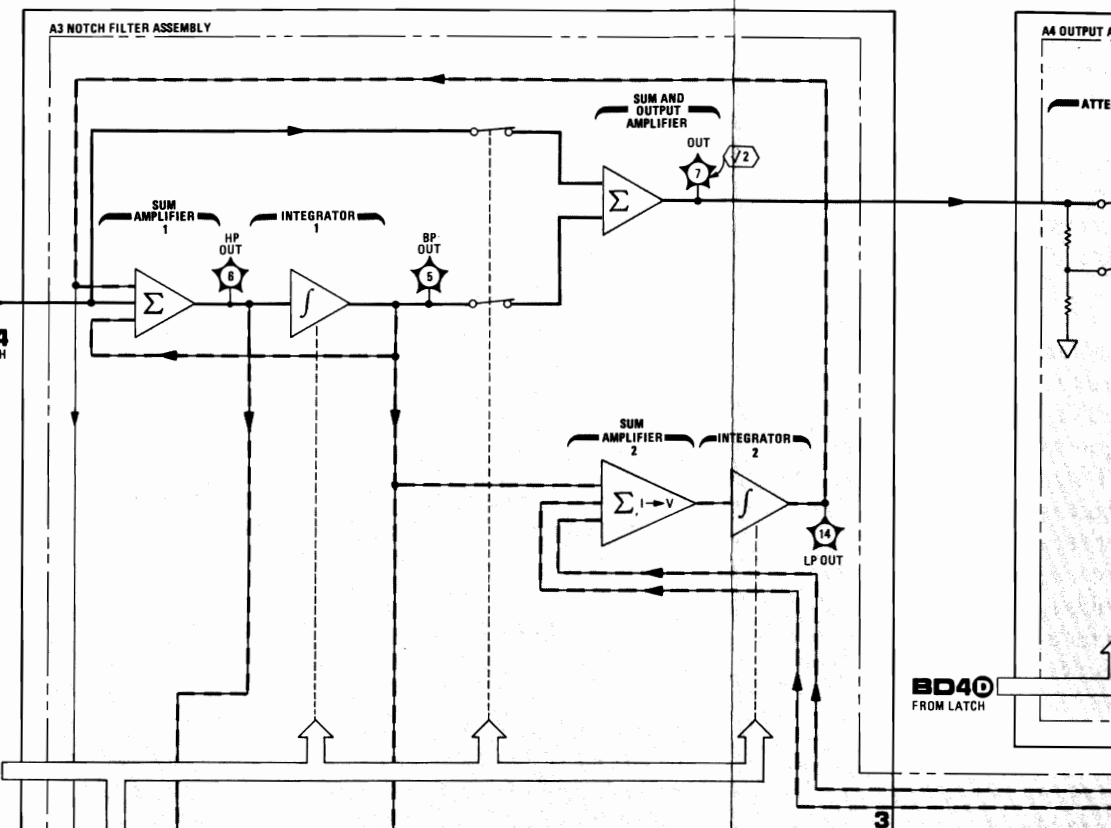 A3 NOTCH FILTER ASSEMBLY
A4 OUTPUT A
SUM AND
OUTPUT
AMPLIFIER
ATTE
OUT
√2
7
Σ
SUM
AMPLIFIER
1
INTEGRATOR
1
HP
OUT
BP
OUT
6
5
Σ
∫
4
H
SUM
AMPLIFIER
2
INTEGRATOR
2
Σ, I→V
∫
14
LP OUT
BD4D
FROM LATCH
3